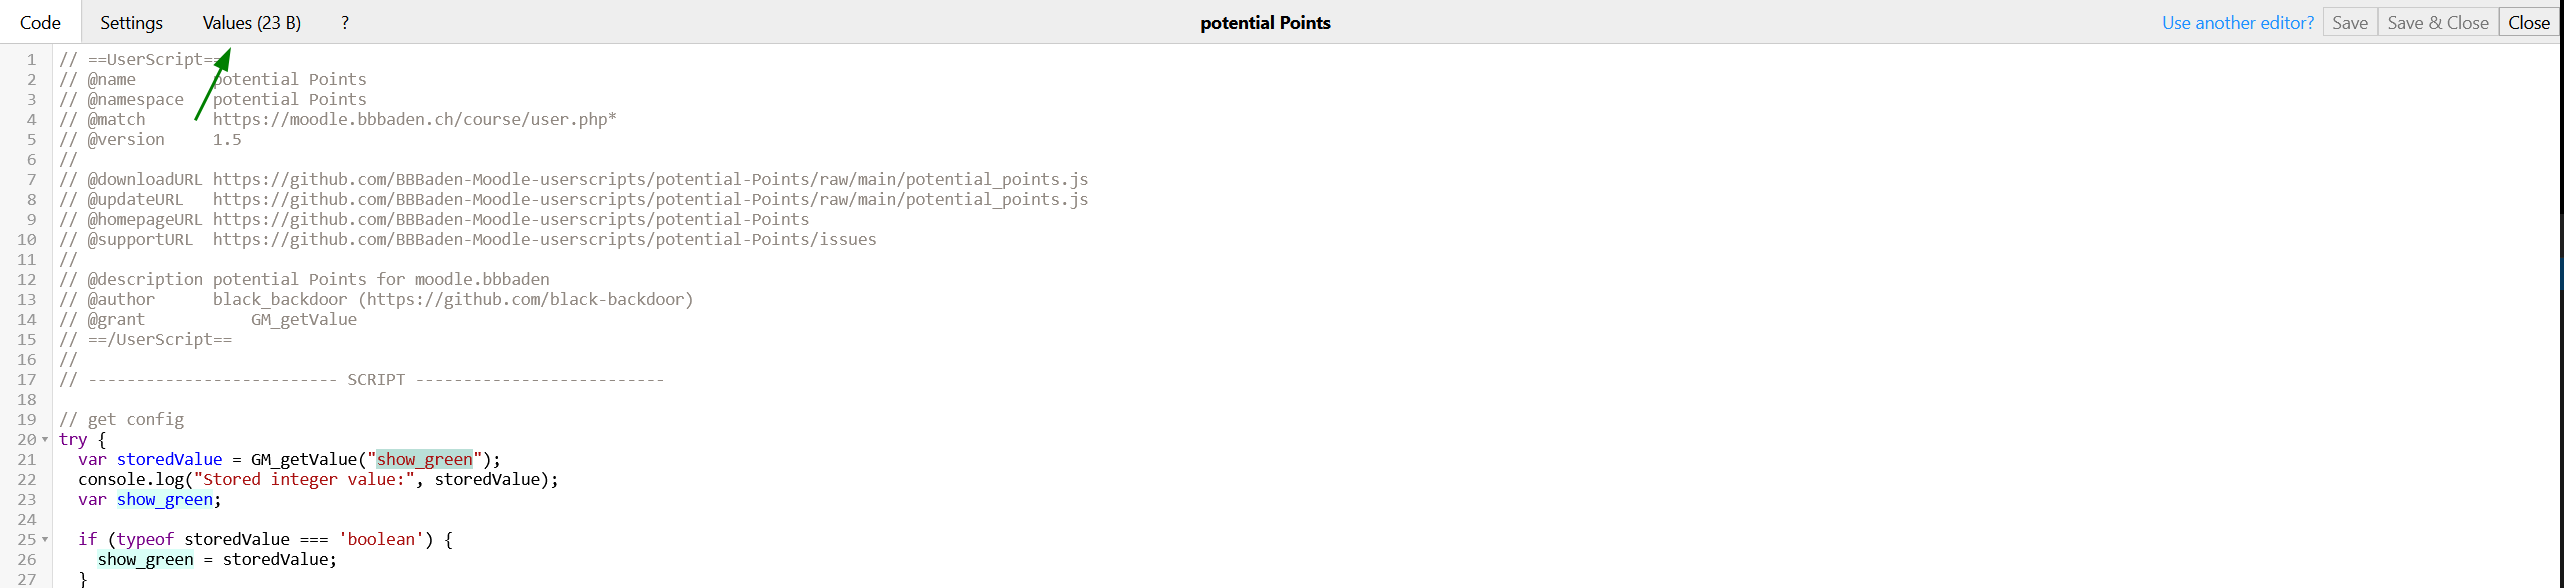 Code Settings Values (23 B) ? potential Points Use another editor? Save Save & Close Close
1 // ==UserScript==
2 // @name potential Points
3 // @namespace potential Points
4 // @match https://moodle.bbbaden.ch/course/user.php*
5 // @version 1.5
6 //
7 // @downloadURL https://github.com/BBBaden-Moodle-userscripts/potential-Points/raw/main/potential_points.js
8 // @updateURL https://github.com/BBBaden-Moodle-userscripts/potential-Points/raw/main/potential_points.js
9 // @homepageURL https://github.com/BBBaden-Moodle-userscripts/potential-Points
10 // @supportURL https://github.com/BBBaden-Moodle-userscripts/potential-Points/issues
11 //
12 // @description potential Points for moodle.bbbaden
13 // @author black_backdoor (https://github.com/black-backdoor)
14 // @grant GM_getValue
15 // ==/UserScript==
16 //
17 // -------------------------- SCRIPT --------------------------
18
19 // get config
20 try {
21 var storedValue = GM_getValue("show_green");
22 console.log("Stored integer value:", storedValue);
23 var show_green;
24
25 if (typeof storedValue === 'boolean') {
26 show_green = storedValue;
27 }